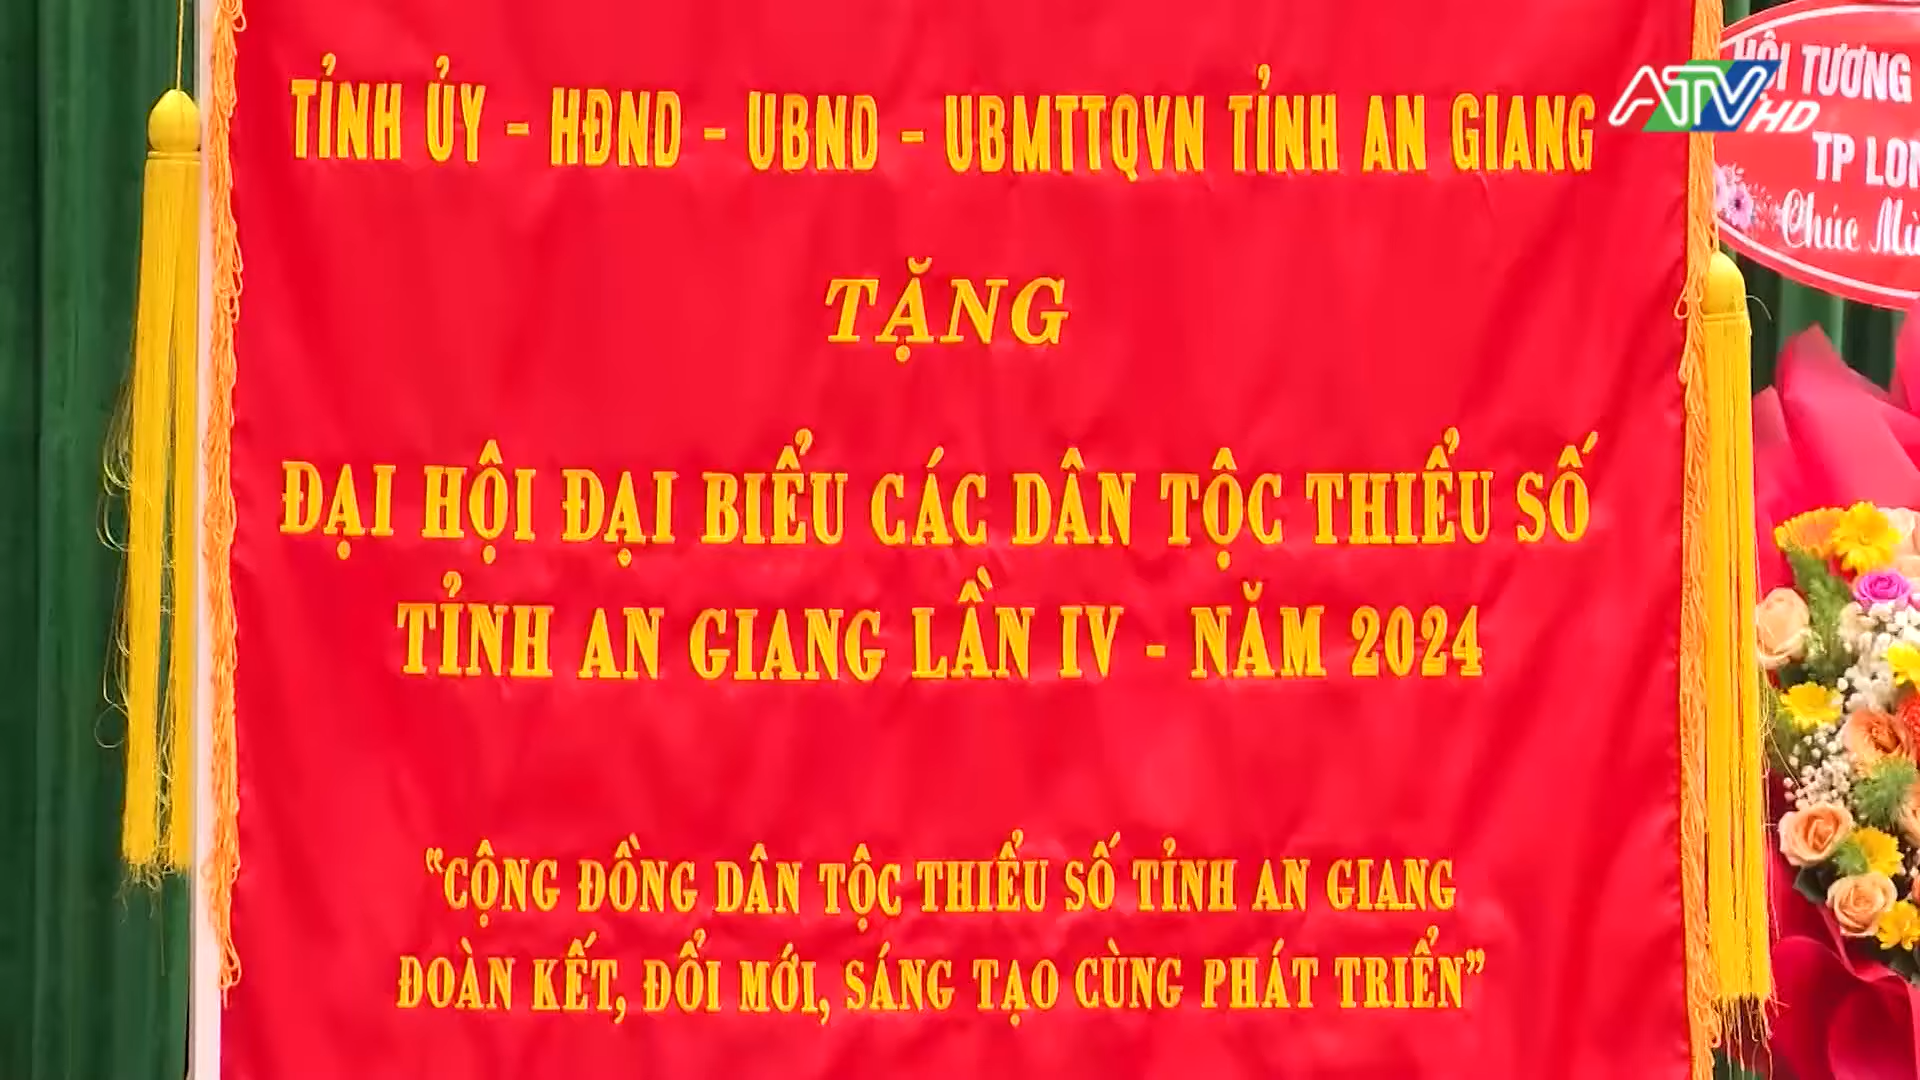 TỈNH ỦY - HĐND - UBND - UBMTTQVN TỈNH AN GIANG
TẶNG
ĐẠI HỘI ĐẠI BIỂU CÁC DÂN TỘC THIỂU SỐ
TỈNH AN GIANG LẦN IV - NĂM 2024
“CỘNG ĐỒNG DÂN TỘC THIỂU SỐ TỈNH AN GIANG
ĐOÀN KẾT, ĐỔI MỚI, SÁNG TẠO CÙNG PHÁT TRIỂN”
HỘI TƯƠNG
TP
Chúc
ATV HD